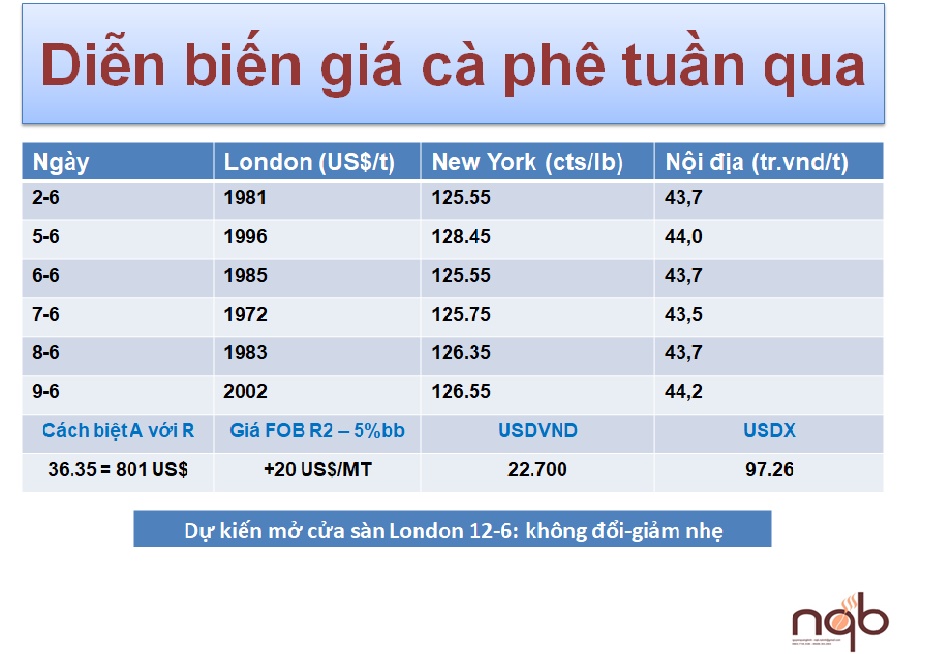 Diễn biến giá cà phê tuần qua
Ngày London (US$/t) New York (cts/lb) Nội địa (tr.vnd/t)
2-6 1981 125.55 43,7
5-6 1996 128.45 44,0
6-6 1985 125.55 43,7
7-6 1972 125.75 43,5
8-6 1983 126.35 43,7
9-6 2002 126.55 44,2
Cách biệt A với R Giá FOB R2 – 5%bb USDVND USDX
36.35 = 801 US$ +20 US$/MT 22.700 97.26
Dự kiến mở cửa sàn London 12-6: không đổi-giảm nhẹ
nqb